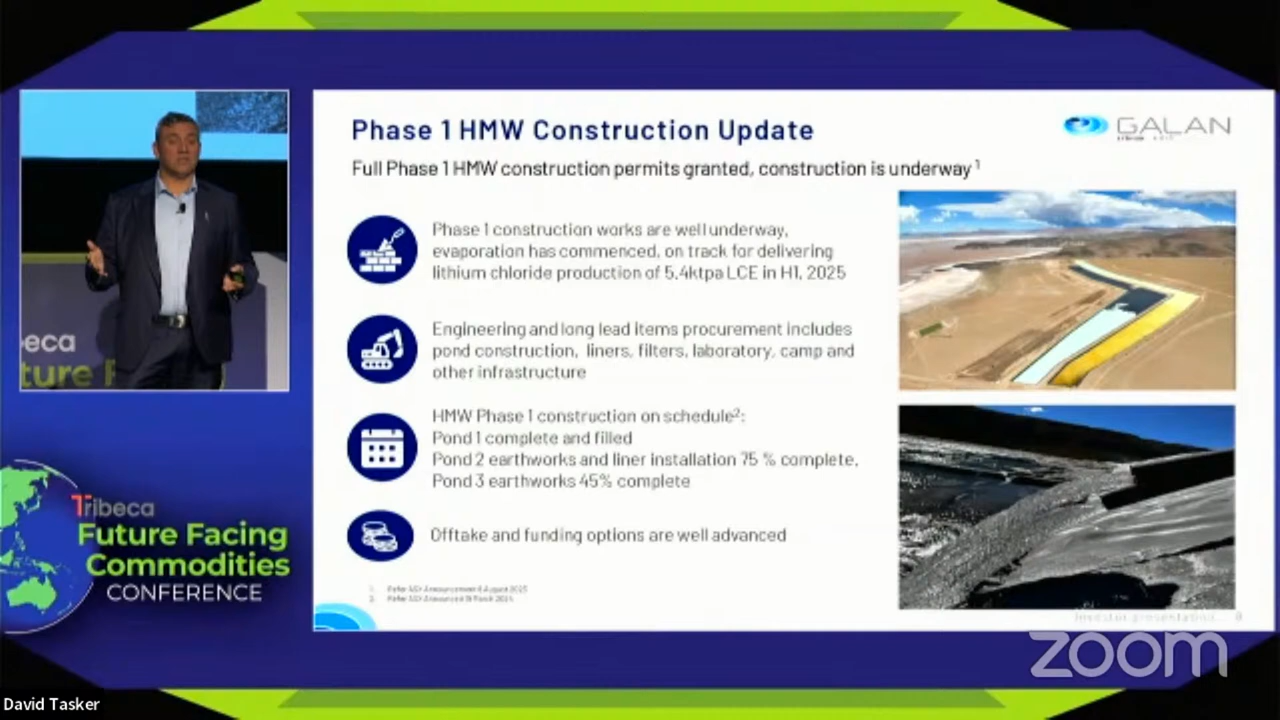 Phase 1 HMW Construction Update
GALAN
Full Phase 1 HMW construction permits granted, construction is underway 1
Phase 1 construction works are well underway,
evaporation has commenced, on track for delivering
lithium chloride production of 5.4ktpa LCE in H1, 2025
Engineering and long lead items procurement includes
pond construction, liners, filters, laboratory, camp and
other infrastructure
HMW Phase 1 construction on schedule2:
Pond 1 complete and filled
Pond 2 earthworks and liner installation 75 % complete,
Pond 3 earthworks 45% complete
Offtake and funding options are well advanced
eca
ture F
Tribeca
Future Facing
Commodities
CONFERENCE
zoom
David Tasker